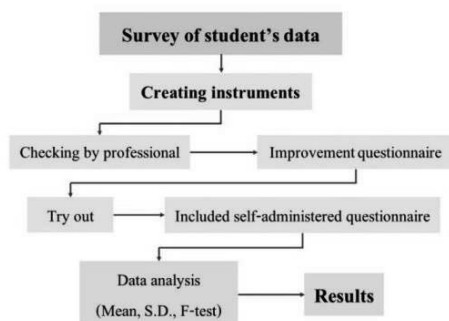 Survey of student's data
Creating instruments
Checking by professional
Improvement questionnaire
Try out
Included self-administered questionnaire
Data analysis
(Mean, S.D., F-test)
Results